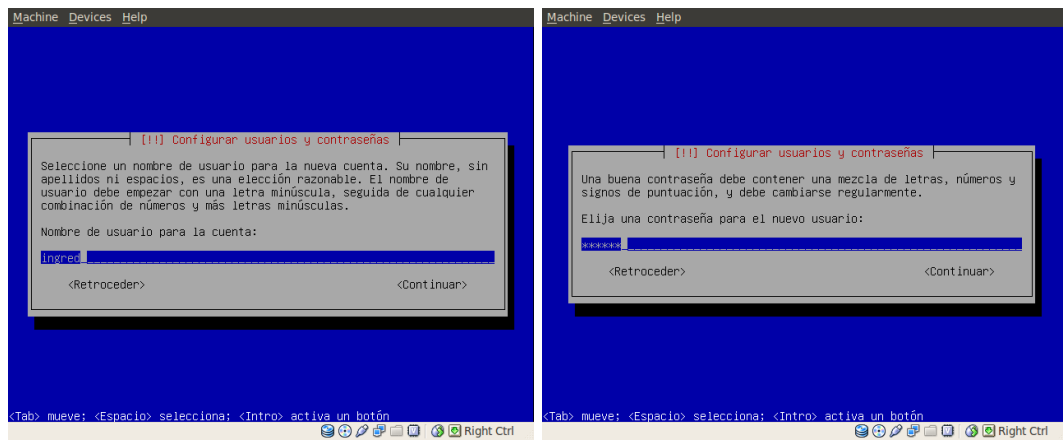 Machine Devices Help
[!!] Configurar usuarios y contraseñas
Seleccione un nombre de usuario para la nueva cuenta. Su nombre, sin
apellidos ni espacios, es una elección razonable. El nombre de
usuario debe empezar con una letra minúscula, seguida de cualquier
combinación de números y más letras minúsculas.
Nombre de usuario para la cuenta:
ingred
<Retroceder> <Continuar>
<Tab> mueve; <Espacio> selecciona; <Intro> activa un botón
Right Ctrl
Machine Devices Help
[!!] Configurar usuarios y contraseñas
Una buena contraseña debe contener una mezcla de letras, números y
signos de puntuación, y debe cambiarse regularmente.
Elija una contraseña para el nuevo usuario:
******
<Retroceder> <Continuar>
<Tab> mueve; <Espacio> selecciona; <Intro> activa un botón
Right Ctrl